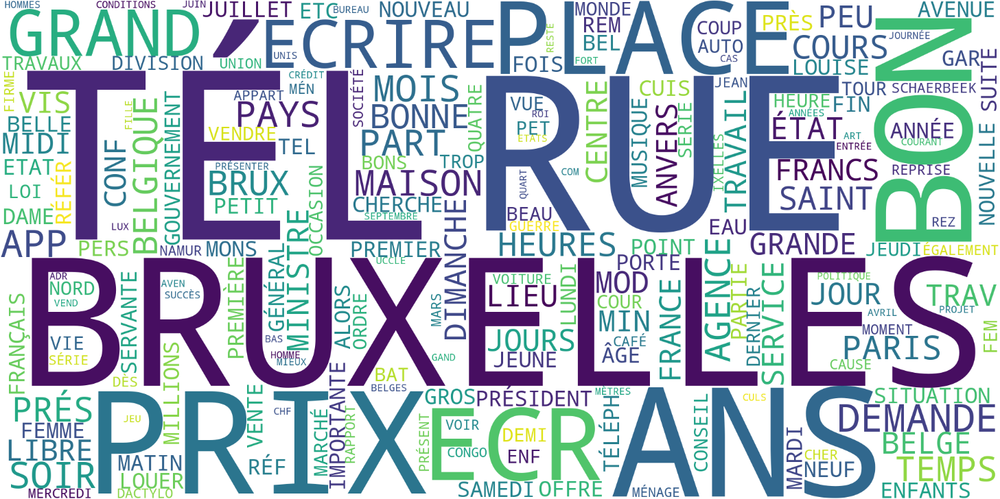 HOMMES
CONDITIONS
JUIN
JUILLET
ETC
BUREAU
NOUVEAU
PLACE
MONDE
REM
BEL
COUP
AUTO
CAS
PRÈS
PEU
AVENUE
GRAND
ÉCRIRE
UNIS
RESTE
FOIS
FORT
COURS
JOURNÉE
GAR
BON
SUITE
TRAVAUX
DIVISION
UNION
CRÉDIT
MÉN
SOCIÉTÉ
MOIS
LOUISE
FIRME
VIS
FILLE
BELGIQUE
GOUVERNEMENT
TEL
APPART
PAYS
BONNE
QUATRE
RUE
VUE
ROI
CENTRE
CUIS
JEAN
HEURE
ANNÉES
TOUR
FIN
SCHAERBEEK
BELLE
MIDI
CONF
VENDRE
TEL
PART
PET
ETATS
MUSIQUE
ANVERS
SERIE
IXELLES
TRAVAIL
ÉTAT
ART
ENTRÉE
ANNÉE
COURANT
NOUVELLE
ETAT
RÉFÉR
PRÉSENTER
BRUX
OCCASION
BONS
TROP
COM
QUART
FRANCS
REPRISE
LOI
PETIT
MAISON
CHERCHE
SEPTEMBRE
SAINT
DAME
LUX
BEAU
GUERRE
EAU
REZ
APP
PERS
NAMUR
MONS
MINISTRE
PREMIER
UCCLE
DIMANCHE
HEURES
POINT
GRANDE
JEUDI
ÉGALEMENT
BRUXELLES
ADR
NORD
VEND
AVEN
SUCCÈS
PREMIÈRE
GÉNÉRAL
VOITURE
LIEU
LUNDI
PORTE
MOD
COUR
AGENCE
PARTIE
POLITIQUE
JOUR
TRAV
PROJET
FRANÇAIS
SERVANTE
ALORS
ORDRE
MARS
MIN
FRANCE
DERNIER
SERVICE
AVRIL
MOMENT
FEM
VIE
SÉRIE
BAS
HOMME
MIEUX
JOURS
CAFÉ
PARIS
JEUNE
ÂGE
GAND
CAUSE
DÈS
MILLIONS
BAT
BELGES
PRÉS
PRIX
VENTE
CHF
IMPORTANTE
GROS
PRÉSIDENT
MÈTRES
ANS
CULS
SITUATION
JEU
MARCHÉ
RAPPORT
PRÉSENT
ECR
VOIR
DEMI
TÉLÉPH
CONSEIL
DEMANDE
FEMME
LIBRE
CONGO
ENF
MARDI
BELGE
SOIR
MATIN
LOUER
RÉF
CHER
NEUF
TEMPS
MERCREDI
DACTYLO
SAMEDI
OFFRE
MÉNAGE
ENFANTS